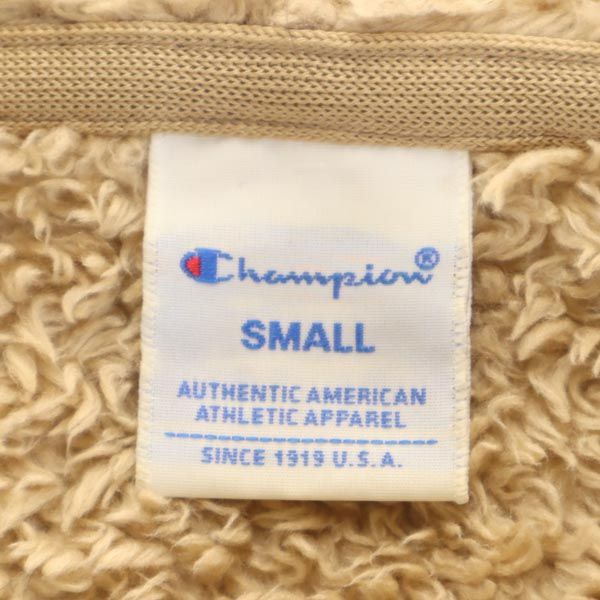 Champion®
SMALL
AUTHENTIC AMERICAN
ATHLETIC APPAREL
SINCE 1919 U.S.A.